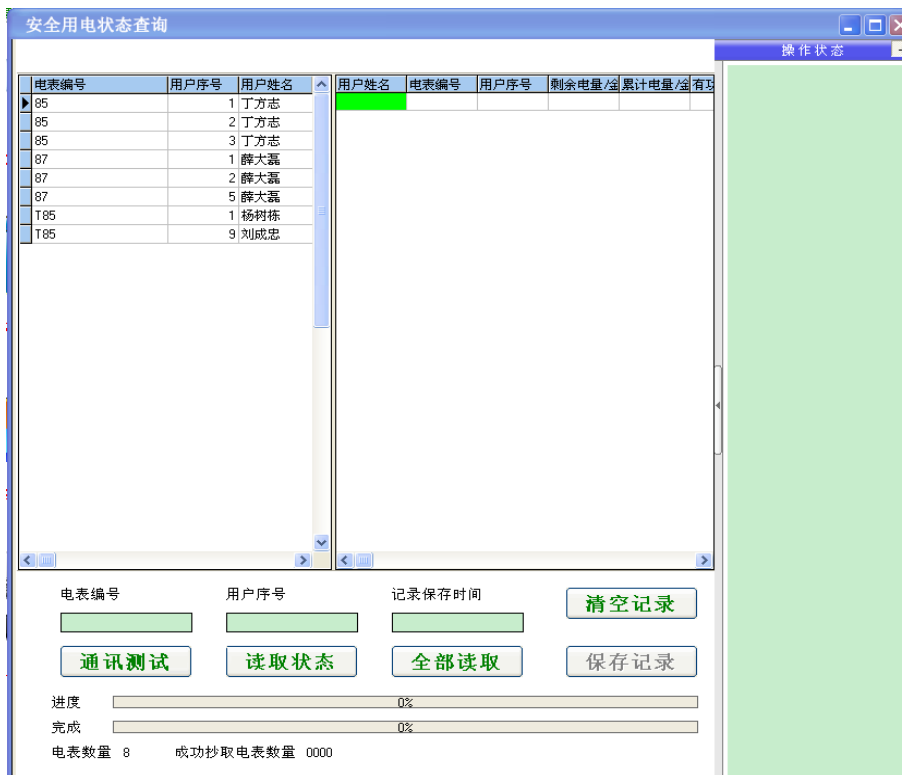 安全用电状态查询
操作状态
电表编号 用户序号 用户姓名 用户姓名 电表编号 用户序号 剩余电量/金 累计电量/金 有功
85 1 丁方志
85 2 丁方志
85 3 丁方志
87 1 薛大磊
87 2 薛大磊
87 5 薛大磊
T85 1 杨树栋
T85 9 刘成忠
电表编号 用户序号 记录保存时间 清空记录
通讯测试 读取状态 全部读取 保存记录
进度 0%
完成 0%
电表数量 8 成功抄取电表数量 0000